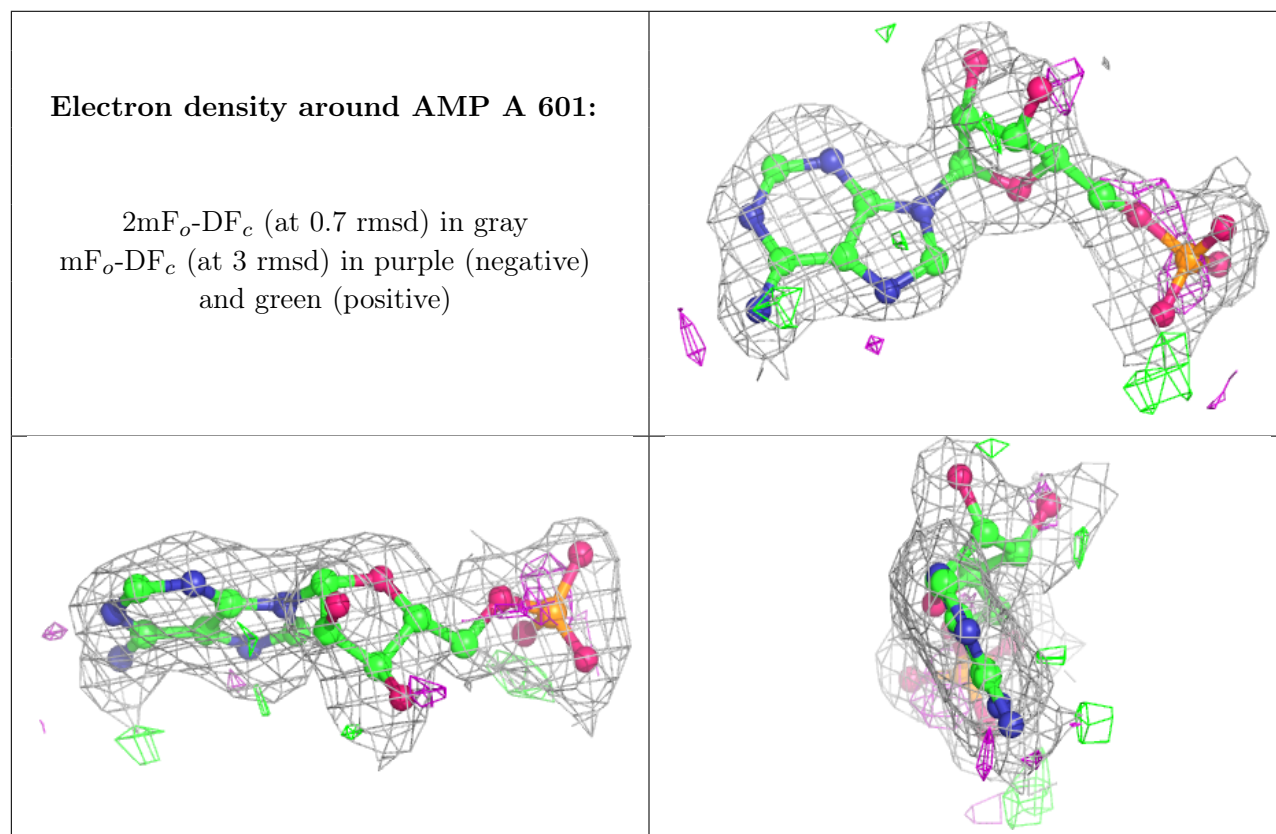 Electron density around AMP A 601:
2mFₒ-DF𝒸 (at 0.7 rmsd) in gray
mFₒ-DF𝒸 (at 3 rmsd) in purple (negative)
and green (positive)